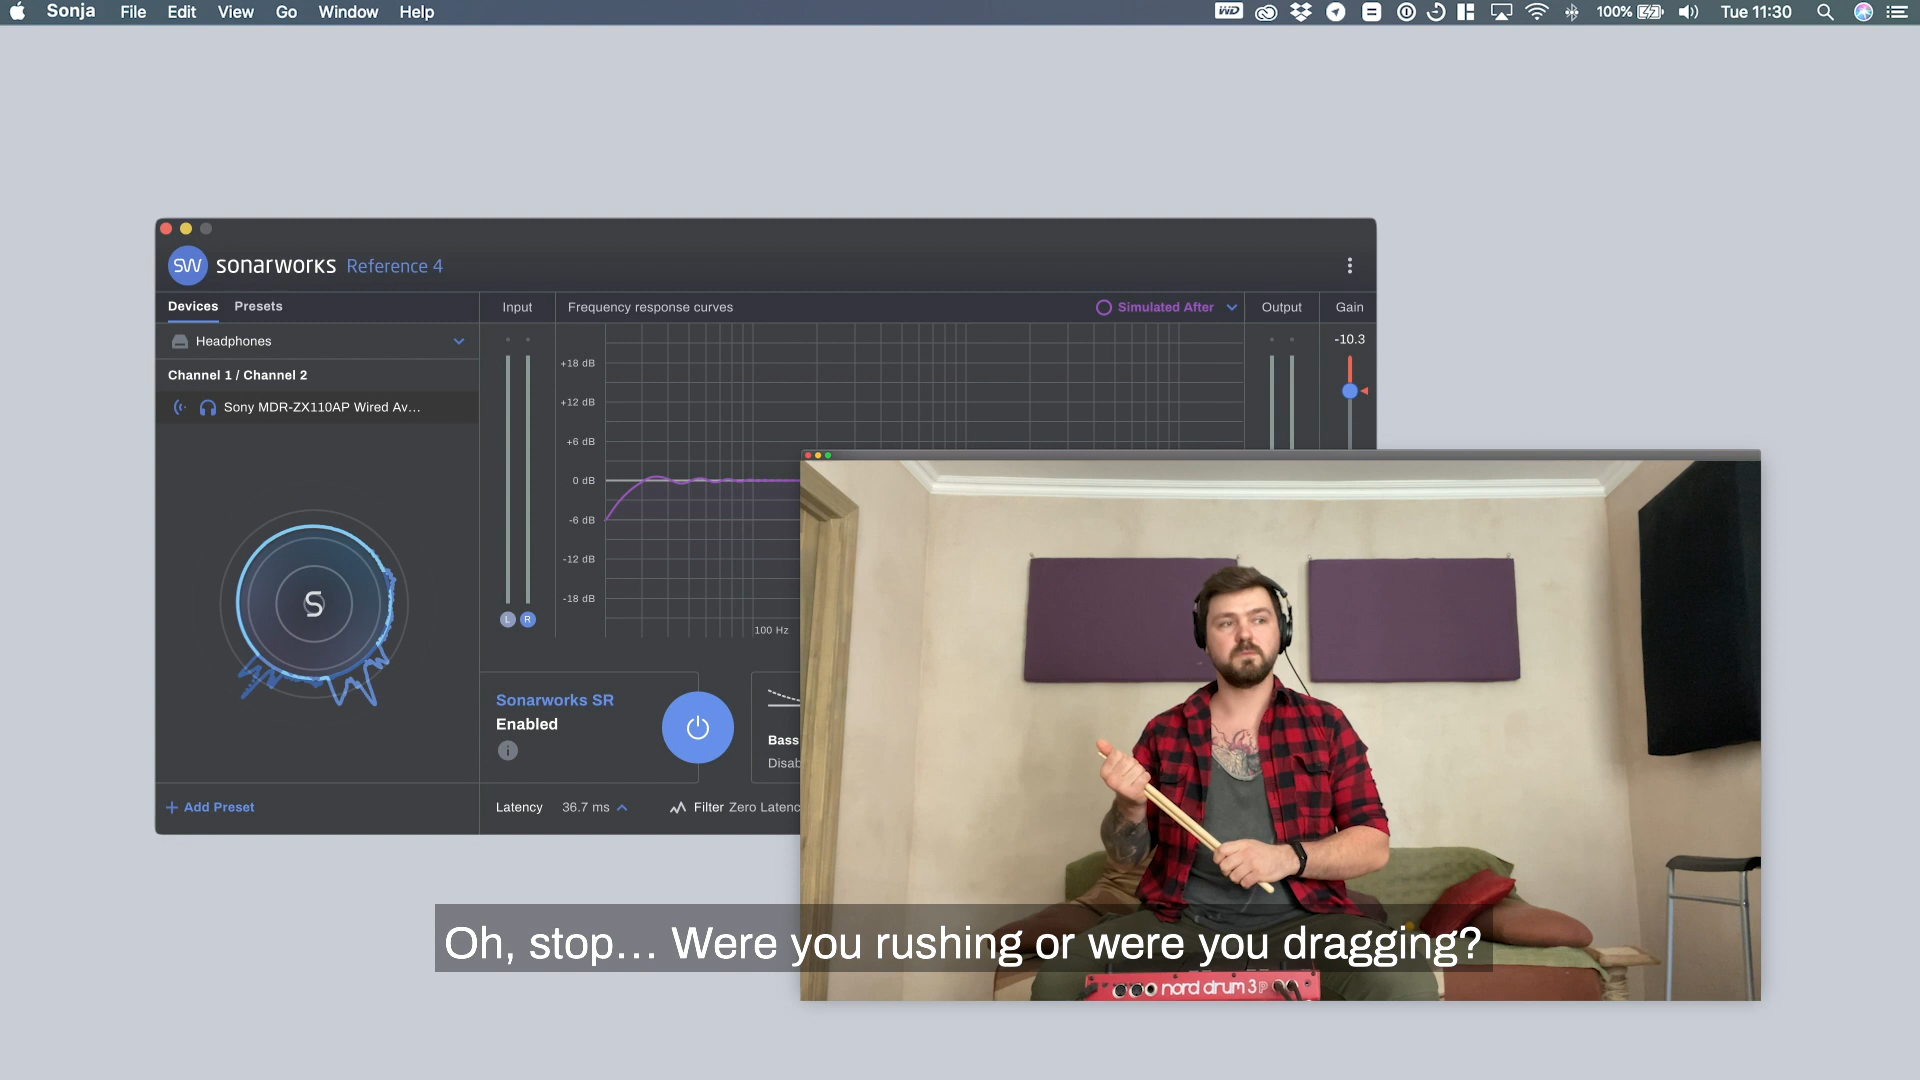 Sonja File Edit View Go Window Help
WD 100% Tue 11:30
SW sonarworks Reference 4
Devices Presets Input Frequency response curves Simulated After Output Gain
Headphones
-10.3
Channel 1 / Channel 2
Sony MDR-ZX110AP Wired Av...
+18 dB
+12 dB
+6 dB
0 dB
-6 dB
-12 dB
-18 dB
S
L R
100 Hz
Sonarworks SR
Enabled
i
Bass
Disab
Add Preset
Latency 36.7 ms Filter Zero Latenc
Oh, stop... Were you rushing or were you dragging?
nord drum 3P